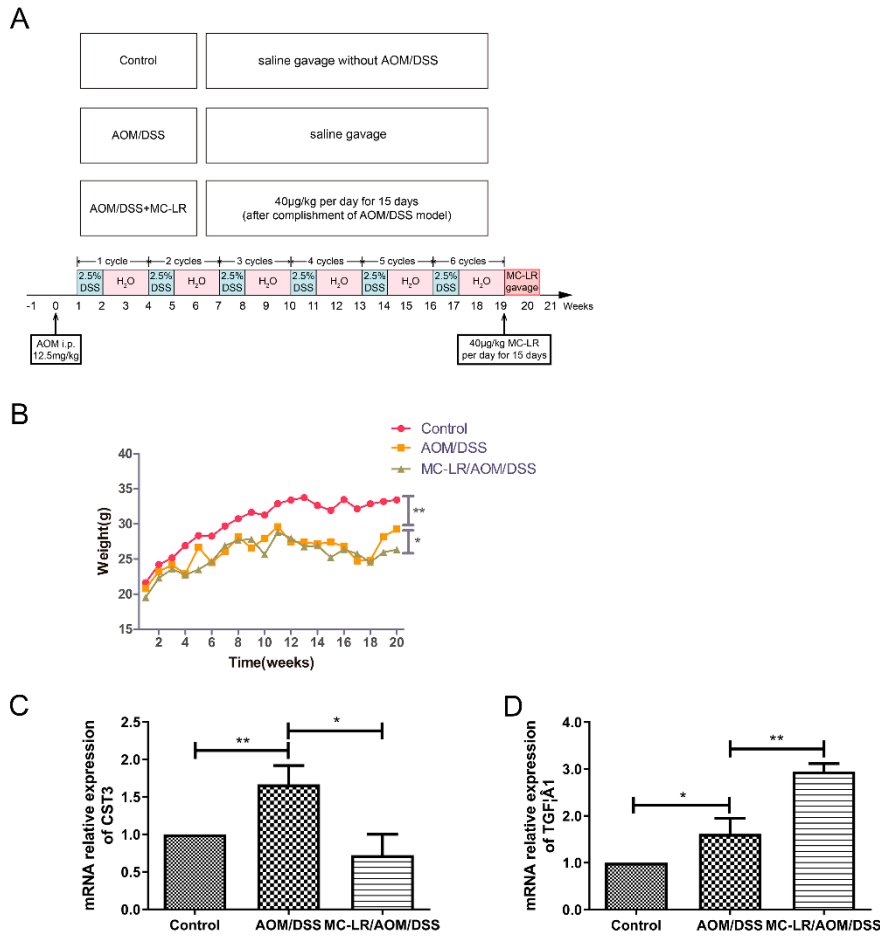 A
Control
saline gavage without AOM/DSS
AOM/DSS
saline gavage
AOM/DSS+MC-LR
40μg/kg per day for 15 days
(after complishment of AOM/DSS model)
1 cycle 2 cycles 3 cycles 4 cycles 5 cycles 6 cycles
2.5% DSS H₂O 2.5% DSS H₂O 2.5% DSS H₂O 2.5% DSS H₂O 2.5% DSS H₂O 2.5% DSS H₂O MC-LR gavage
-1 0 1 2 3 4 5 6 7 8 9 10 11 12 13 14 15 16 17 18 19 20 21 Weeks
AOM i.p.
12.5mg/kg
40μg/kg MC-LR
per day for 15 days
B
Control
AOM/DSS
MC-LR/AOM/DSS
Weight(g)
40
35
30
25
20
15
**
*
2 4 6 8 10 12 14 16 18 20
Time(weeks)
C
mRNA relative expression
of CST3
2.5
2.0
1.5
1.0
0.5
0.0
**
*
Control AOM/DSS MC-LR/AOM/DSS
D
mRNA relative expression
of TGF¦Â1
4.0
3.0
2.0
1.0
0.0
*
**
Control AOM/DSS MC-LR/AOM/DSS